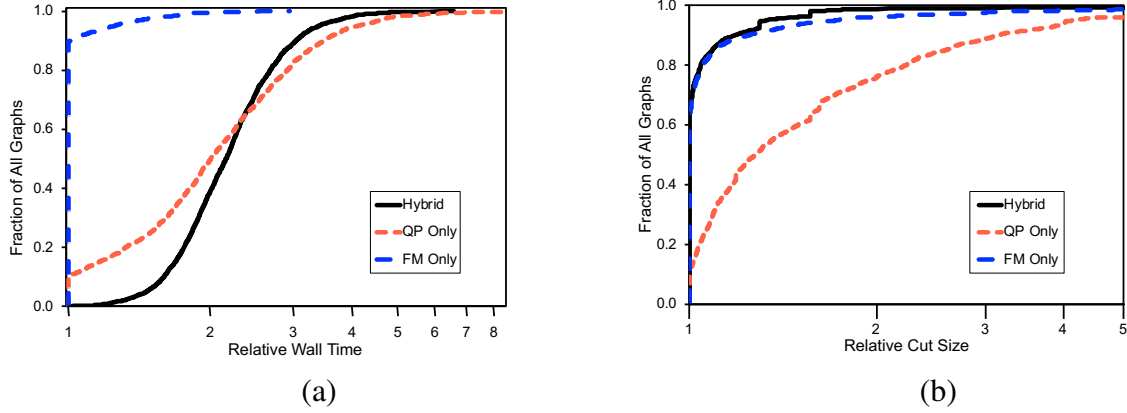 1.0
0.8
0.6
0.4
0.2
0.0
Fraction of All Graphs
Hybrid
QP Only
FM Only
1 2 3 4 5 6 7 8
Relative Wall Time
(a)
1.0
0.8
0.6
0.4
0.2
0.0
Fraction of All Graphs
Hybrid
QP Only
FM Only
1 2 3 4 5
Relative Cut Size
(b)